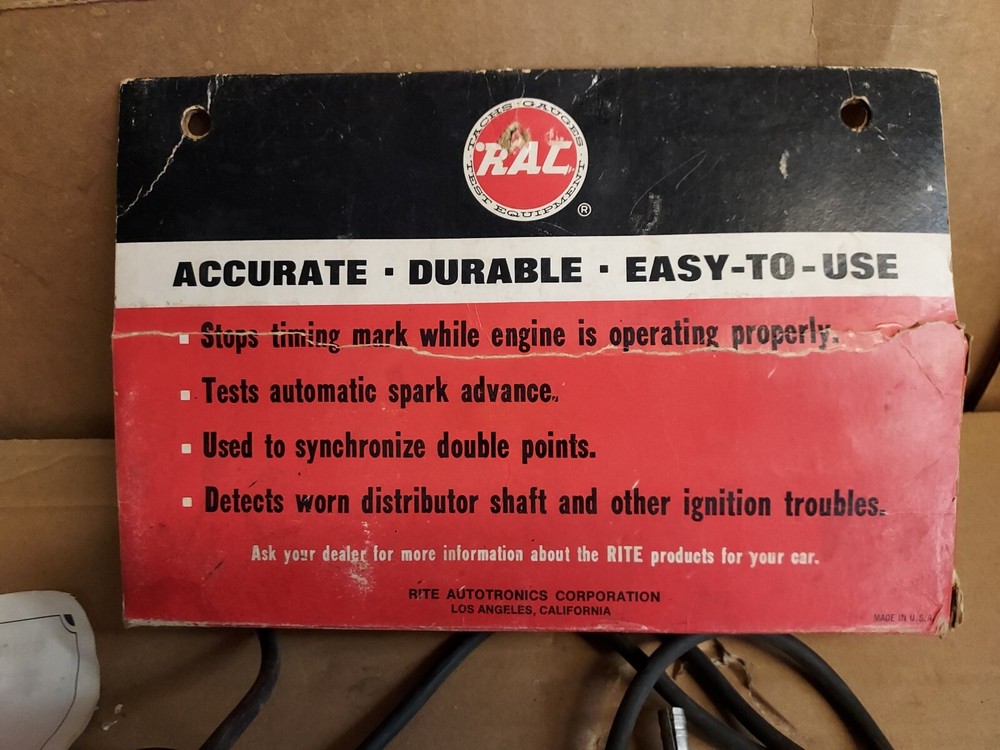 TACHS · GAUGES
RAC
TEST EQUIPMENT
®
ACCURATE · DURABLE · EASY-TO-USE
▪ Stops timing mark while engine is operating properly.
▪ Tests automatic spark advance.
▪ Used to synchronize double points.
▪ Detects worn distributor shaft and other ignition troubles.
Ask your dealer for more information about the RITE products for your car.
RITE AUTOTRONICS CORPORATION
LOS ANGELES, CALIFORNIA
MADE IN U.S.A.